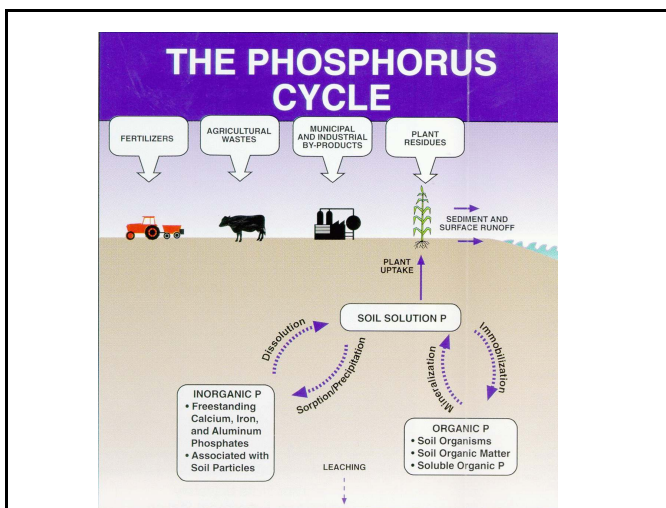 THE PHOSPHORUS
CYCLE
FERTILIZERS
AGRICULTURAL
WASTES
MUNICIPAL
AND INDUSTRIAL
BY-PRODUCTS
PLANT
RESIDUES
SEDIMENT AND
SURFACE RUNOFF
PLANT
UPTAKE
SOIL SOLUTION P
Dissolution
Sorption/Precipitation
Mineralization
Immobilization
INORGANIC P
• Freestanding
Calcium, Iron,
and Aluminum
Phosphates
• Associated with
Soil Particles
ORGANIC P
• Soil Organisms
• Soil Organic Matter
• Soluble Organic P
LEACHING